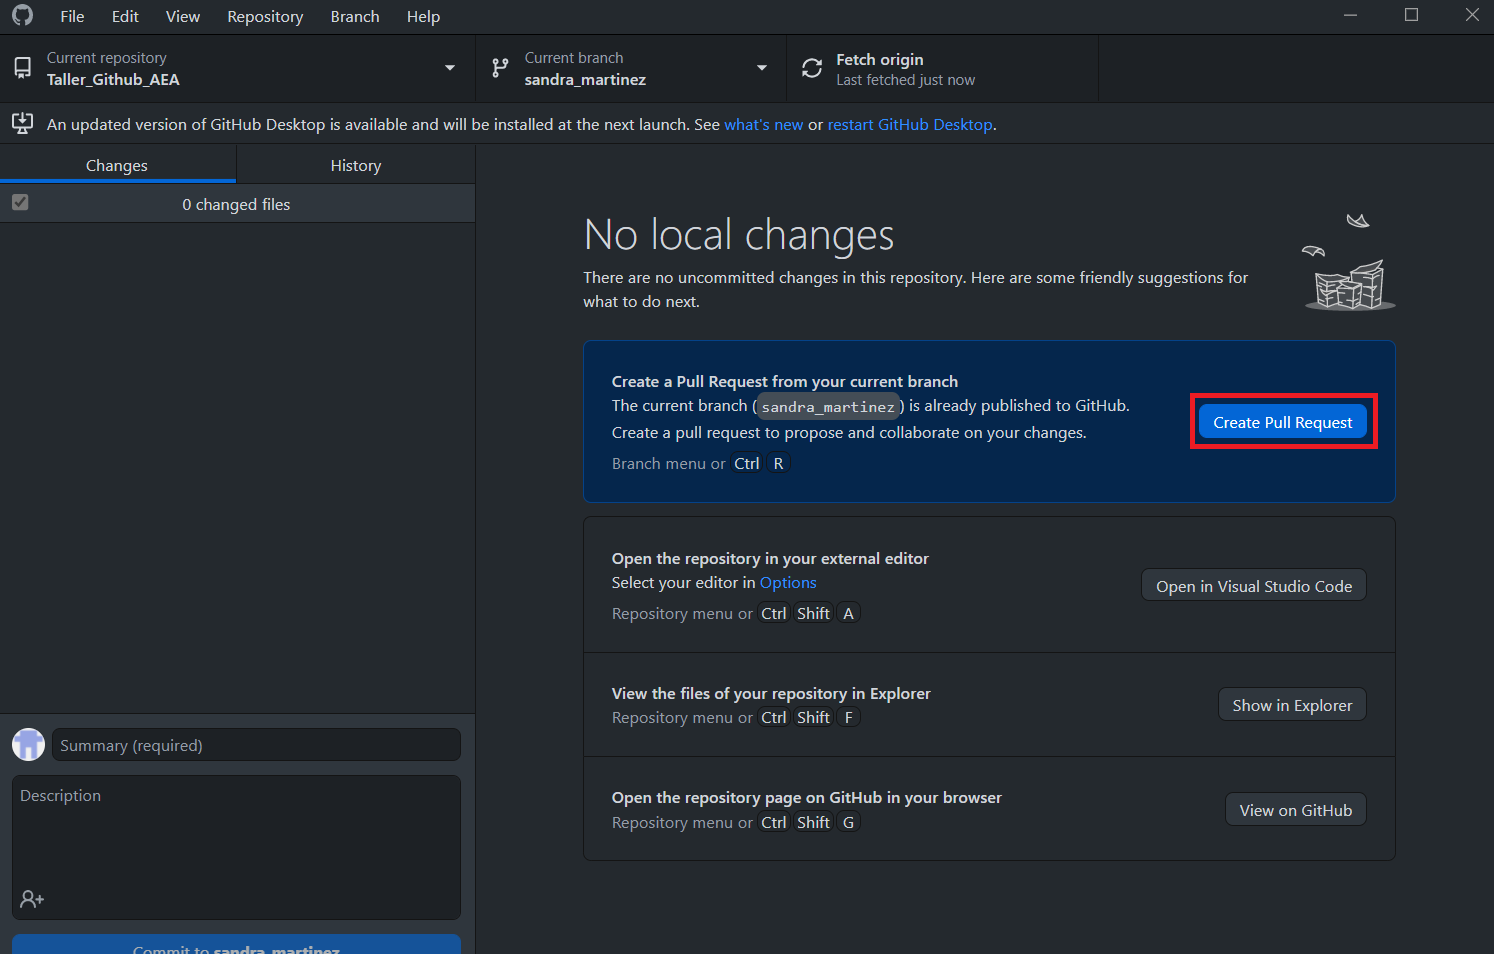 File Edit View Repository Branch Help
Current repository
Taller_Github_AEA
Current branch
sandra_martinez
Fetch origin
Last fetched just now
An updated version of GitHub Desktop is available and will be installed at the next launch. See what's new or restart GitHub Desktop.
Changes
History
0 changed files
No local changes
There are no uncommitted changes in this repository. Here are some friendly suggestions for
what to do next.
Create a Pull Request from your current branch
The current branch (sandra_martinez) is already published to GitHub.
Create a pull request to propose and collaborate on your changes.
Branch menu or Ctrl R
Create Pull Request
Open the repository in your external editor
Select your editor in Options
Repository menu or Ctrl Shift A
Open in Visual Studio Code
View the files of your repository in Explorer
Repository menu or Ctrl Shift F
Show in Explorer
Open the repository page on GitHub in your browser
Repository menu or Ctrl Shift G
View on GitHub
Summary (required)
Description
Commit to sandra_martinez